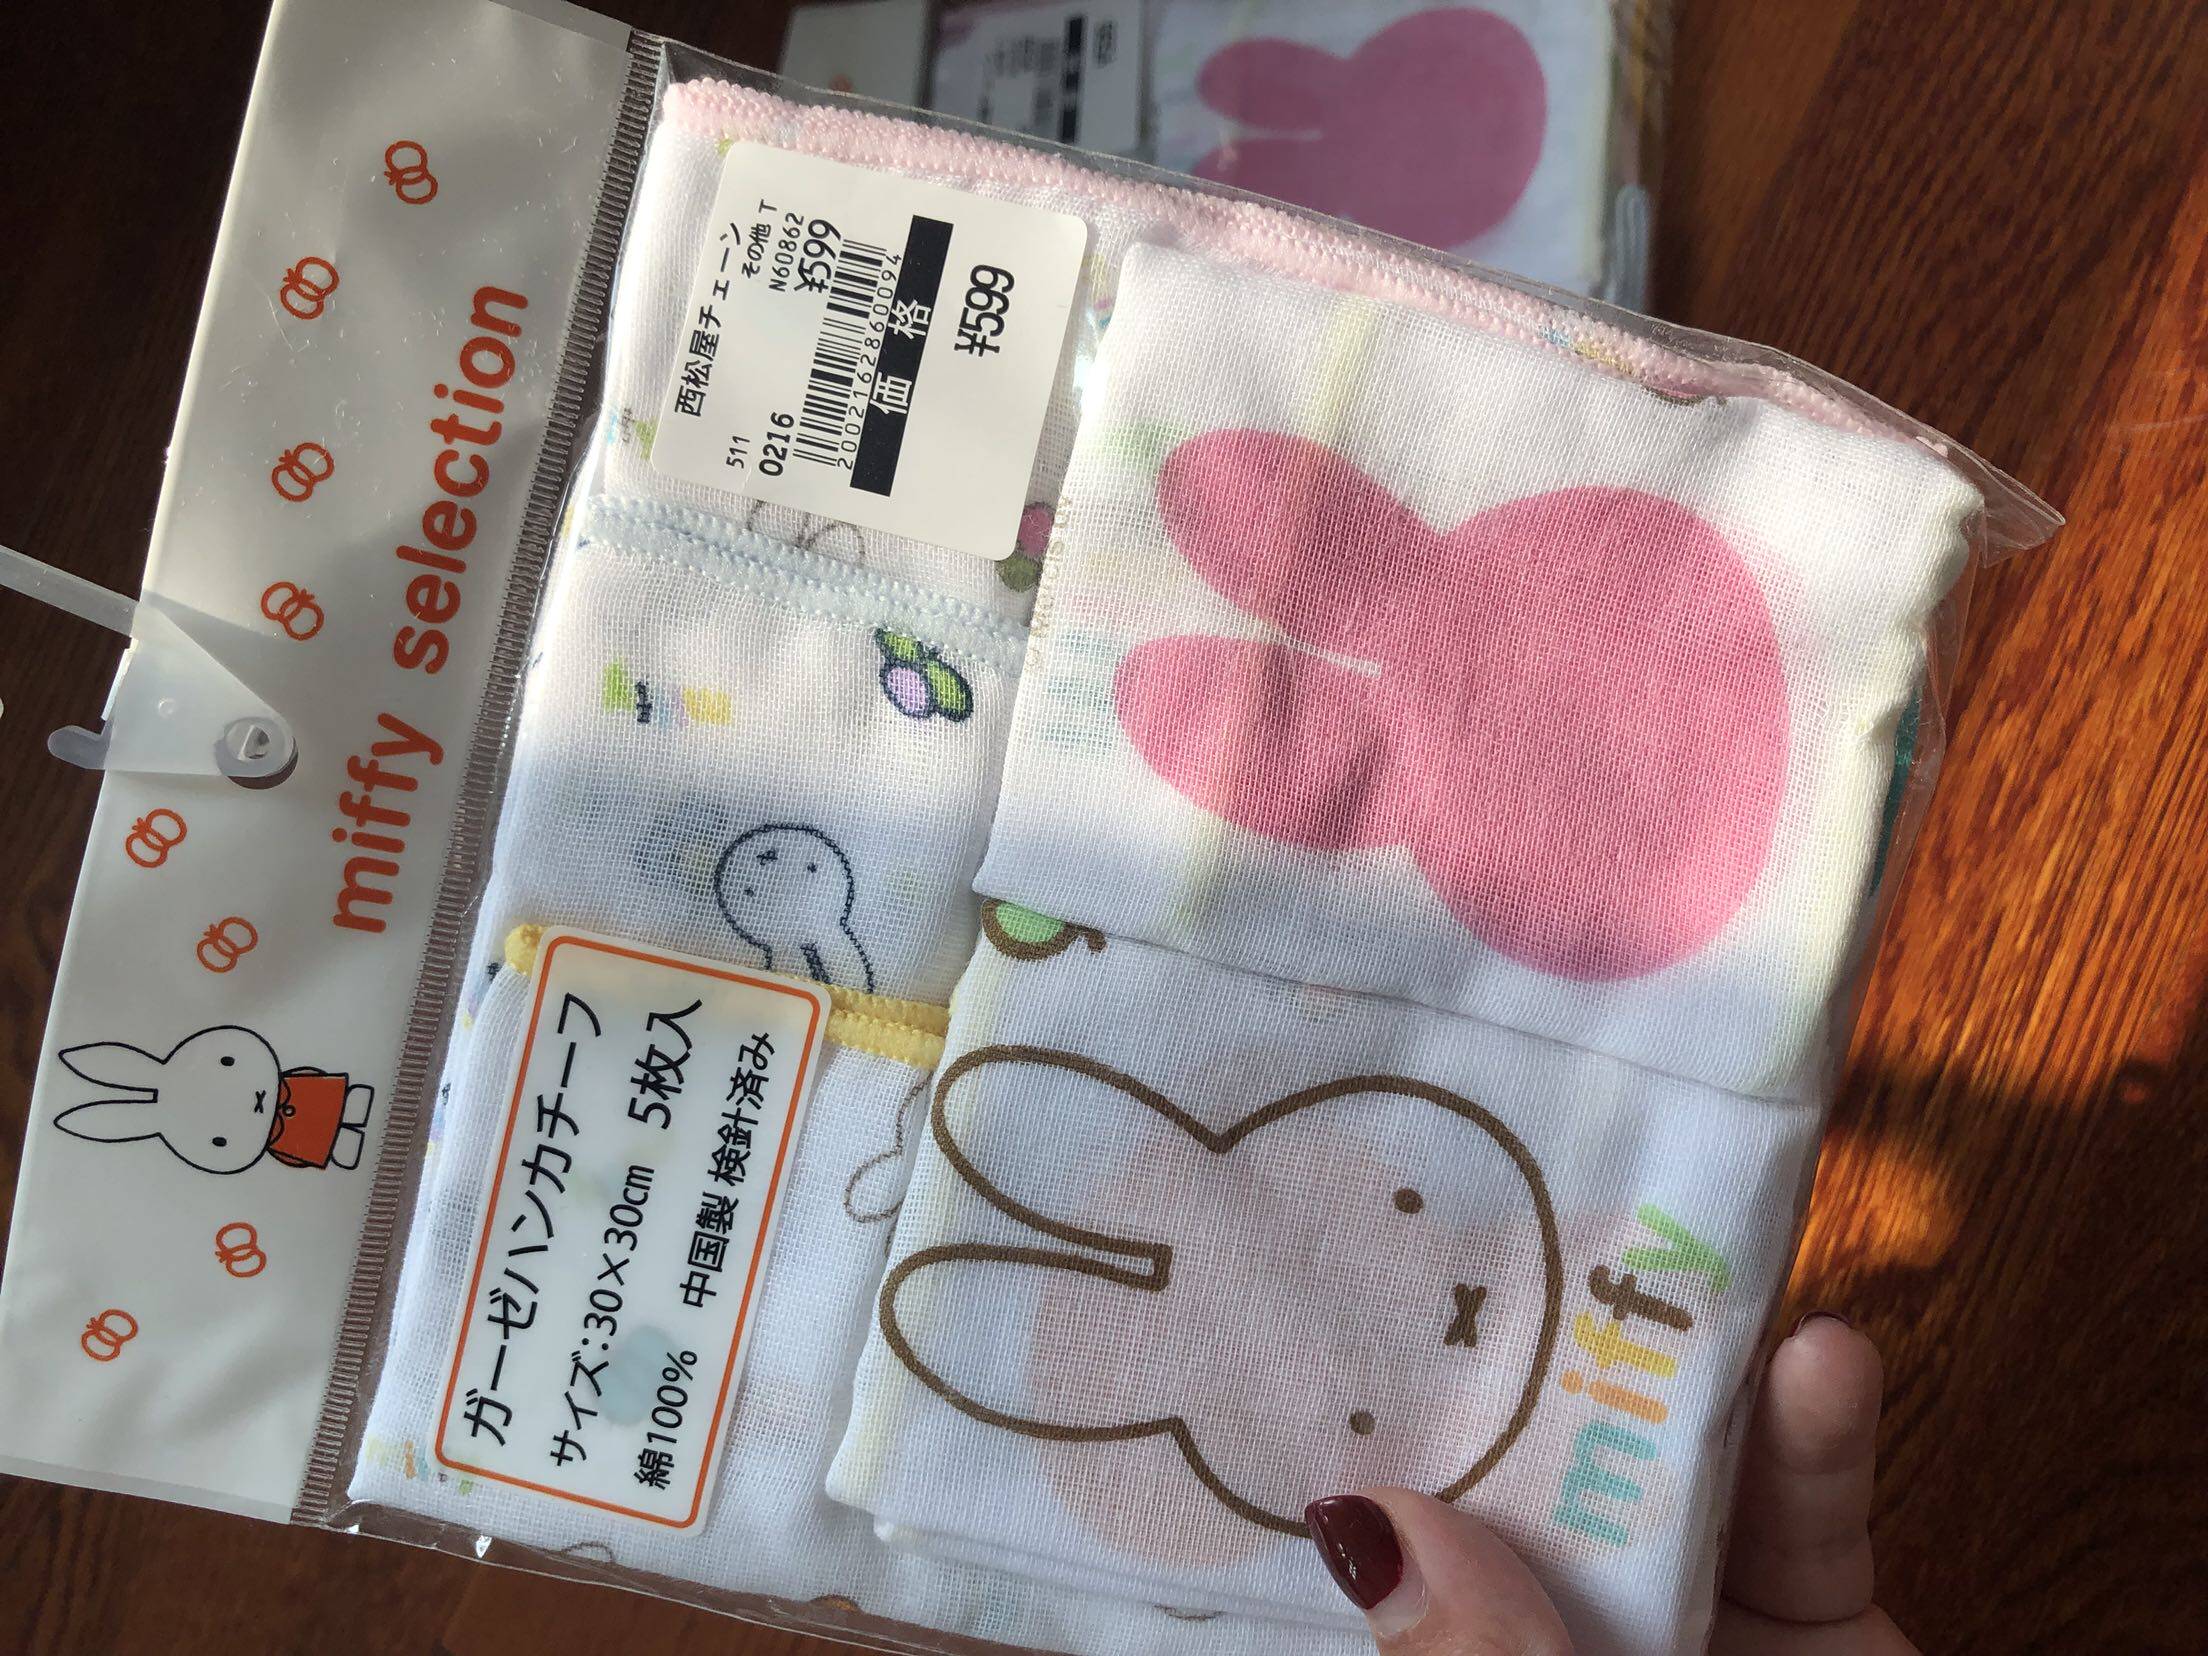 miffy selection
西松屋チェーン
その他 T
N60862
¥599
511
0216
2002162860094
価格
¥599
ガーゼハンカチーフ
サイズ:30×30cm 5枚入
綿100% 中国製 検針済み
miffy